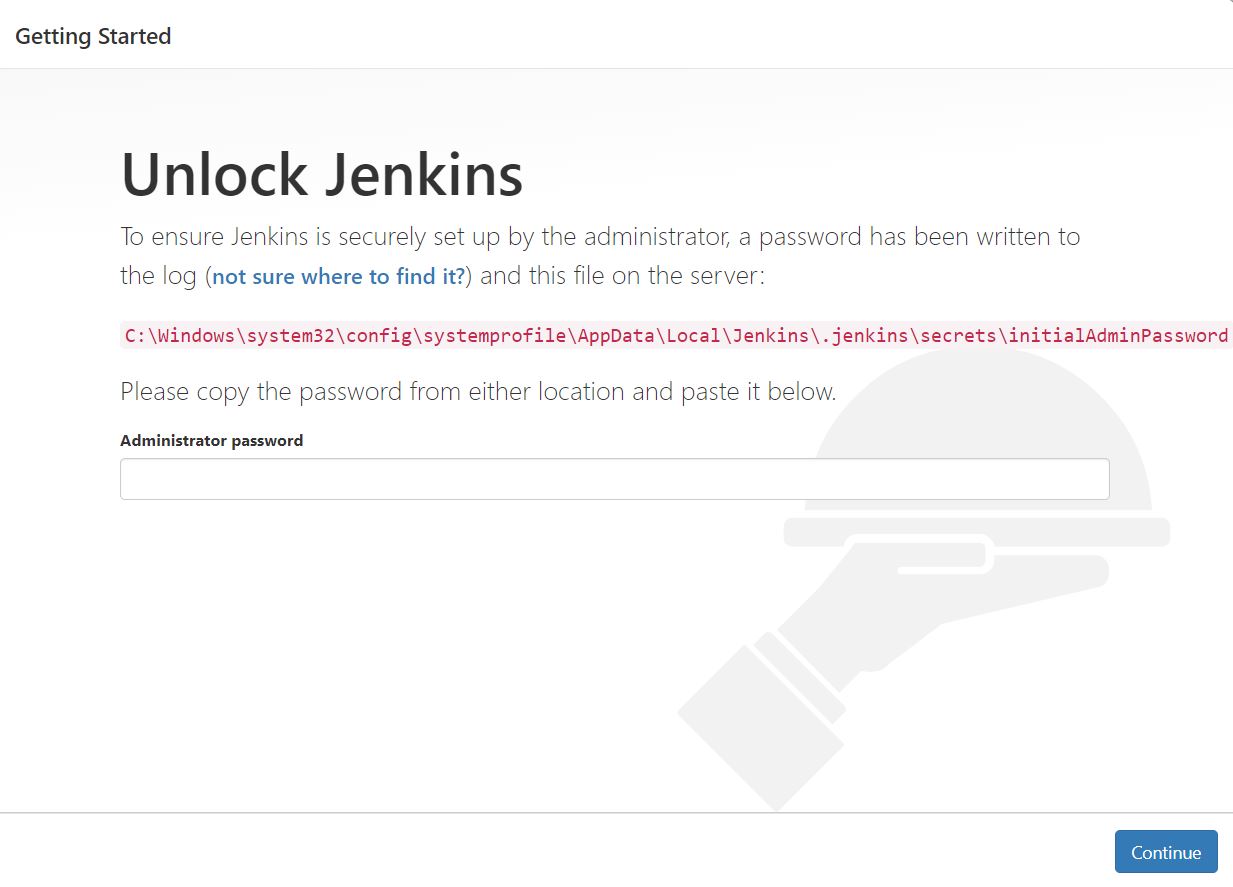 Getting Started
Unlock Jenkins
To ensure Jenkins is securely set up by the administrator, a password has been written to
the log (not sure where to find it?) and this file on the server:
C:\Windows\system32\config\systemprofile\AppData\Local\Jenkins\.jenkins\secrets\initialAdminPassword
Please copy the password from either location and paste it below.
Administrator password
Continue